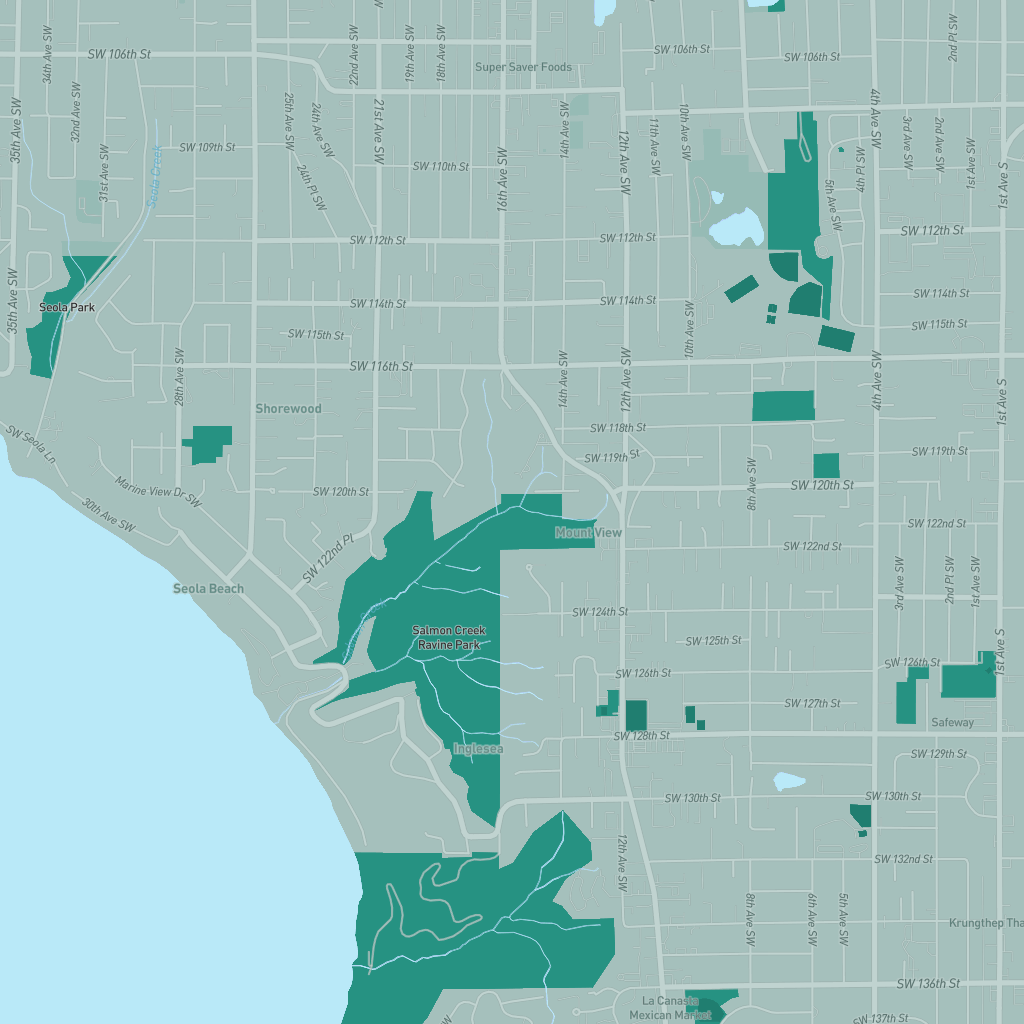 34th Ave SW
SW 106th St
22nd Ave SW
19th Ave SW
18th Ave SW
Super Saver Foods
SW 106th St
SW 106th St
2nd Pl SW
35th Ave SW
32nd Ave SW
31st Ave SW
Seola Creek
SW 109th St
25th Ave SW
24th Ave SW
24th Pl SW
21st Ave SW
SW 110th St
16th Ave SW
14th Ave SW
12th Ave SW
11th Ave SW
10th Ave SW
5th Ave SW
4th Pl SW
4th Ave SW
3rd Ave SW
2nd Ave SW
1st Ave SW
1st Ave S
SW 112th St
SW 112th St
SW 112th St
35th Ave SW
Seola Park
SW 114th St
SW 114th St
SW 114th St
SW 115th St
SW 115th St
10th Ave SW
28th Ave SW
SW 116th St
14th Ave SW
12th Ave SW
4th Ave SW
1st Ave S
Shorewood
SW 118th St
SW 119th St
SW 119th St
SW Seola Ln
Marine View Dr SW
30th Ave SW
SW 120th St
SW 120th St
8th Ave SW
SW 122nd Pl
Mount View
SW 122nd St
SW 122nd St
Seola Beach
3rd Ave SW
2nd Pl SW
1st Ave SW
SW 124th St
Salmon Creek
Ravine Park
SW 125th St
SW 126th St
SW 126th St
1st Ave S
SW 127th St
Safeway
SW 128th St
Inglesea
SW 129th St
SW 130th St
SW 130th St
12th Ave SW
SW 132nd St
8th Ave SW
6th Ave SW
5th Ave SW
Krungthep Tha
SW 136th St
La Canasta
Mexican Market
SW 137th St